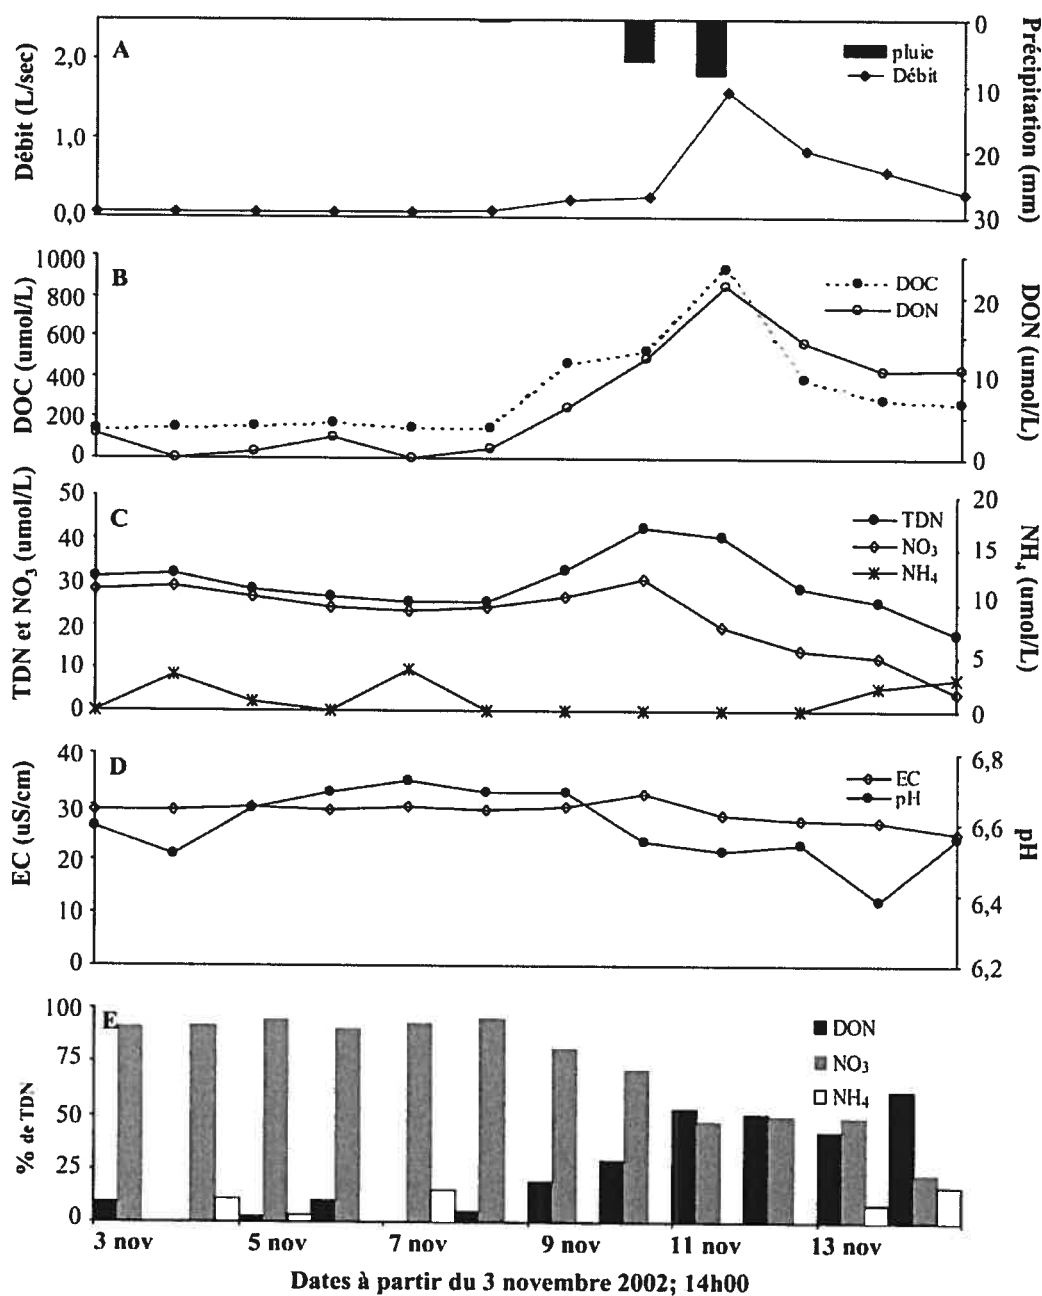 A
Débit (L/sec)
2,0
1,0
0,0
pluic
Débit
0
10
20
30
Précipitation (mm)
B
DOC (umol/L)
1000
800
600
400
200
0
DOC
DON
20
10
0
DON (umol/L)
C
TDN et NO3 (umol/L)
50
40
30
20
10
0
TDN
NO3
NH4
20
15
10
5
0
NH4 (umol/L)
D
EC (uS/cm)
40
30
20
10
0
EC
pH
6,8
6,6
6,4
6,2
pH
E
% de TDN
100
75
50
25
0
DON
NO3
NH4
3 nov 5 nov 7 nov 9 nov 11 nov 13 nov
Dates à partir du 3 novembre 2002; 14h00